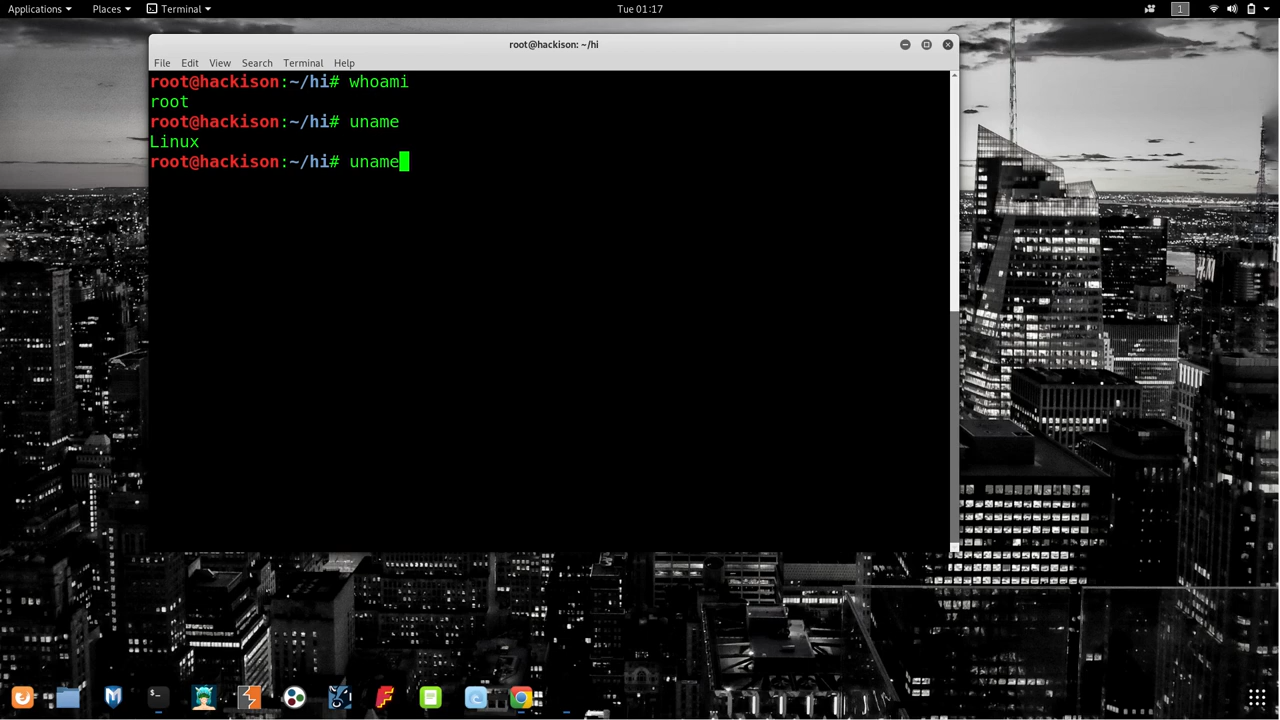 Applications Places Terminal Tue 01:17 1
root@hackison: ~/hi
File Edit View Search Terminal Help
root@hackison:~/hi# whoami
root
root@hackison:~/hi# uname
Linux
root@hackison:~/hi# uname